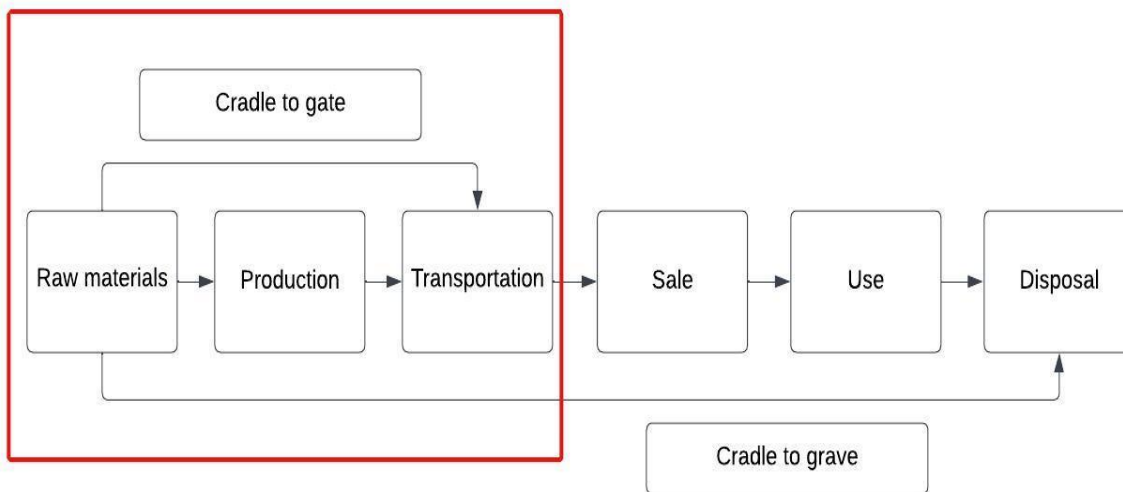 Cradle to gate
Raw materials
Production
Transportation
Sale
Use
Disposal
Cradle to grave